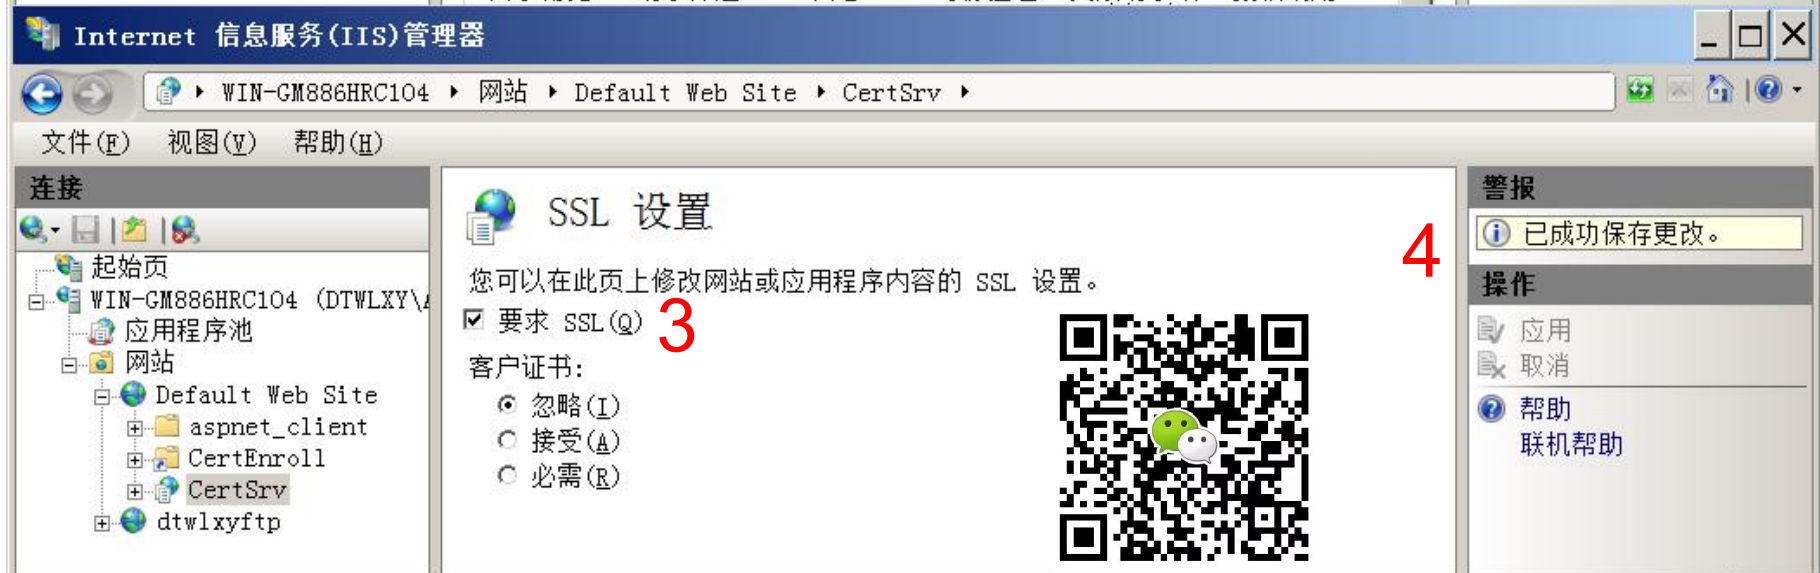 Internet 信息服务(IIS)管理器
WIN-GM886HRC1O4 网站 Default Web Site CertSrv
文件(F) 视图(V) 帮助(H)
连接
起始页
WIN-GM886HRC1O4 (DTWLXY\
应用程序池
网站
Default Web Site
aspnet_client
CertEnroll
CertSrv
dtwlxyftp
SSL 设置
您可以在此页上修改网站或应用程序内容的 SSL 设置。
要求 SSL(Q)
3
客户证书:
忽略(I)
接受(A)
必需(R)
4
警报
已成功保存更改。
操作
应用
取消
帮助
联机帮助